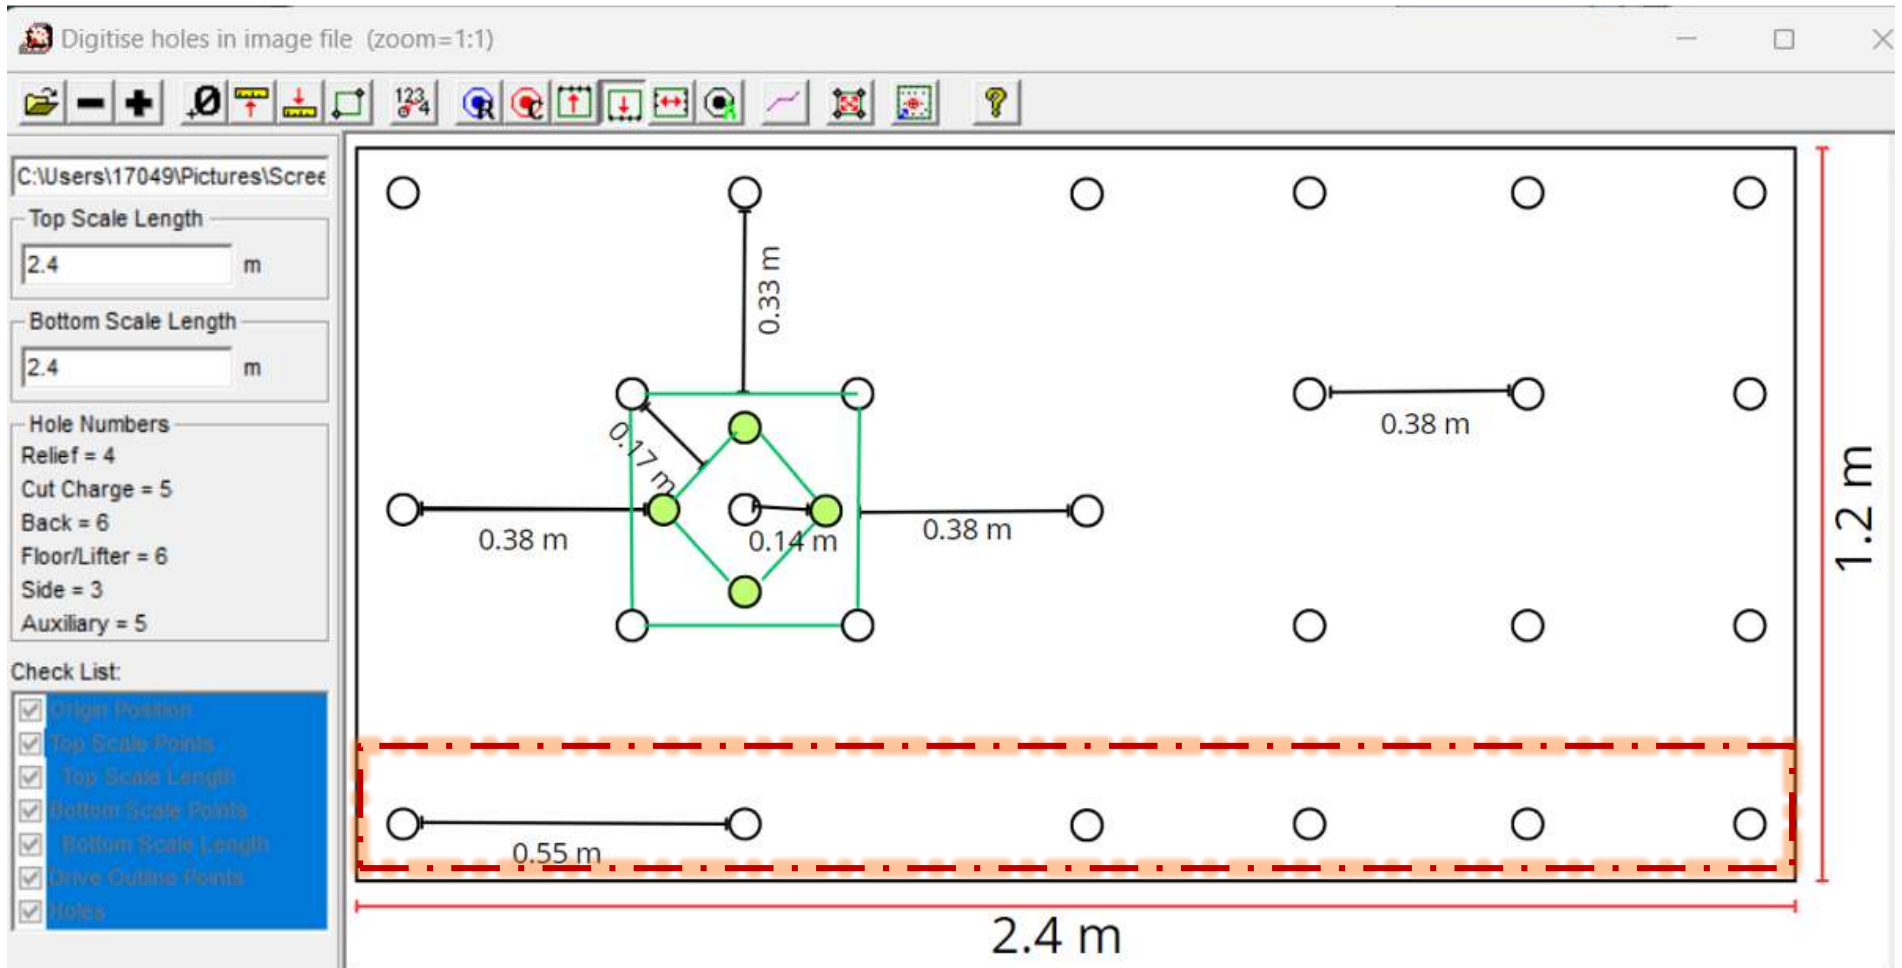 Digitise holes in image file (zoom=1:1)
C:\Users\17049\Pictures\Scree
Top Scale Length
2.4 m
Bottom Scale Length
2.4 m
Hole Numbers
Relief = 4
Cut Charge = 5
Back = 6
Floor/Lifter = 6
Side = 3
Auxiliary = 5
Check List:
Origin Position
Top Scale Points
Top Scale Length
Bottom Scale Points
Bottom Scale Length
Drive Outline Points
Holes
0.33 m
0.17 m
0.38 m
0.14 m
0.38 m
0.38 m
0.55 m
1.2 m
2.4 m